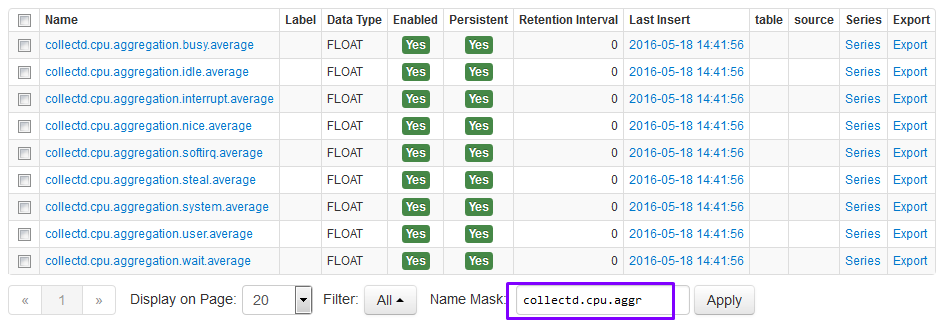 Name Label Data Type Enabled Persistent Retention Interval Last Insert table source Series Export
collectd.cpu.aggregation.busy.average FLOAT Yes Yes 0 2016-05-18 14:41:56 Series Export
collectd.cpu.aggregation.idle.average FLOAT Yes Yes 0 2016-05-18 14:41:56 Series Export
collectd.cpu.aggregation.interrupt.average FLOAT Yes Yes 0 2016-05-18 14:41:56 Series Export
collectd.cpu.aggregation.nice.average FLOAT Yes Yes 0 2016-05-18 14:41:56 Series Export
collectd.cpu.aggregation.softirq.average FLOAT Yes Yes 0 2016-05-18 14:41:56 Series Export
collectd.cpu.aggregation.steal.average FLOAT Yes Yes 0 2016-05-18 14:41:56 Series Export
collectd.cpu.aggregation.system.average FLOAT Yes Yes 0 2016-05-18 14:41:56 Series Export
collectd.cpu.aggregation.user.average FLOAT Yes Yes 0 2016-05-18 14:41:56 Series Export
collectd.cpu.aggregation.wait.average FLOAT Yes Yes 0 2016-05-18 14:41:56 Series Export
« 1 » Display on Page: 20 Filter: All Name Mask: collectd.cpu.aggr Apply